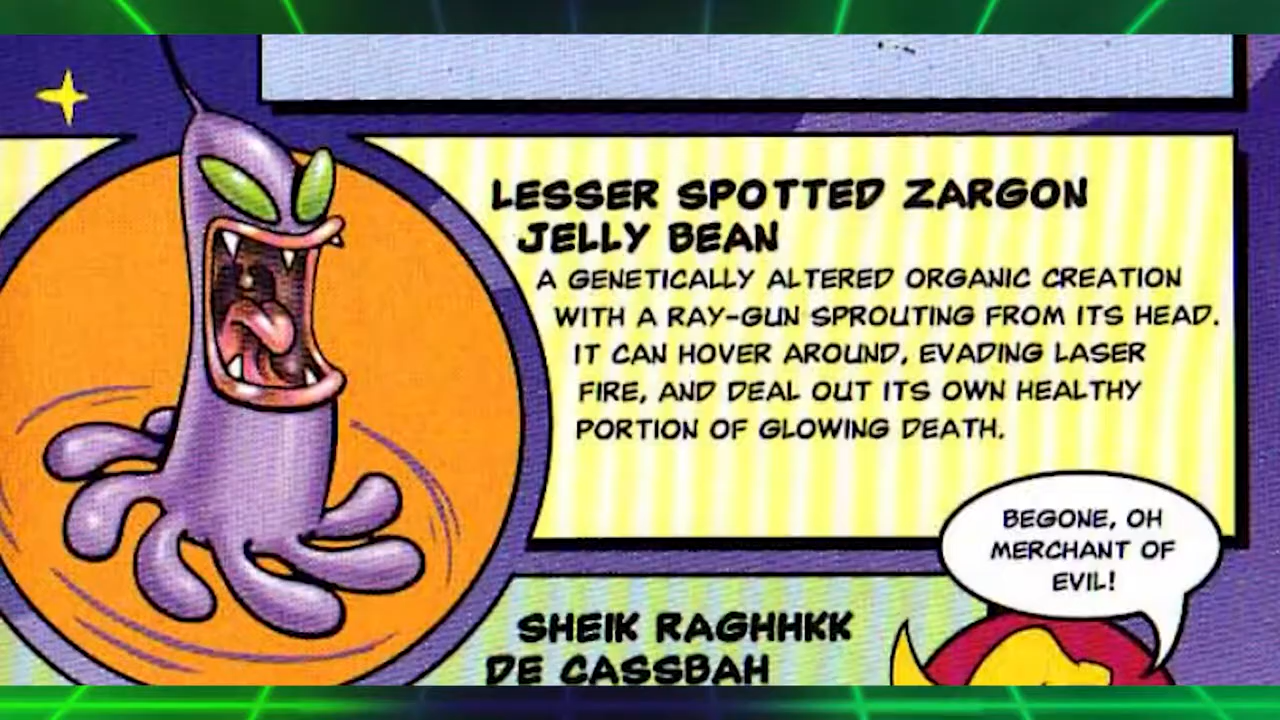 LESSER SPOTTED ZARGON
JELLY BEAN
A GENETICALLY ALTERED ORGANIC CREATION
WITH A RAY-GUN SPROUTING FROM ITS HEAD.
IT CAN HOVER AROUND, EVADING LASER
FIRE, AND DEAL OUT ITS OWN HEALTHY
PORTION OF GLOWING DEATH.
BEGONE, OH
MERCHANT OF
EVIL!
SHEIK RAGHHKK
DE CASSBAH